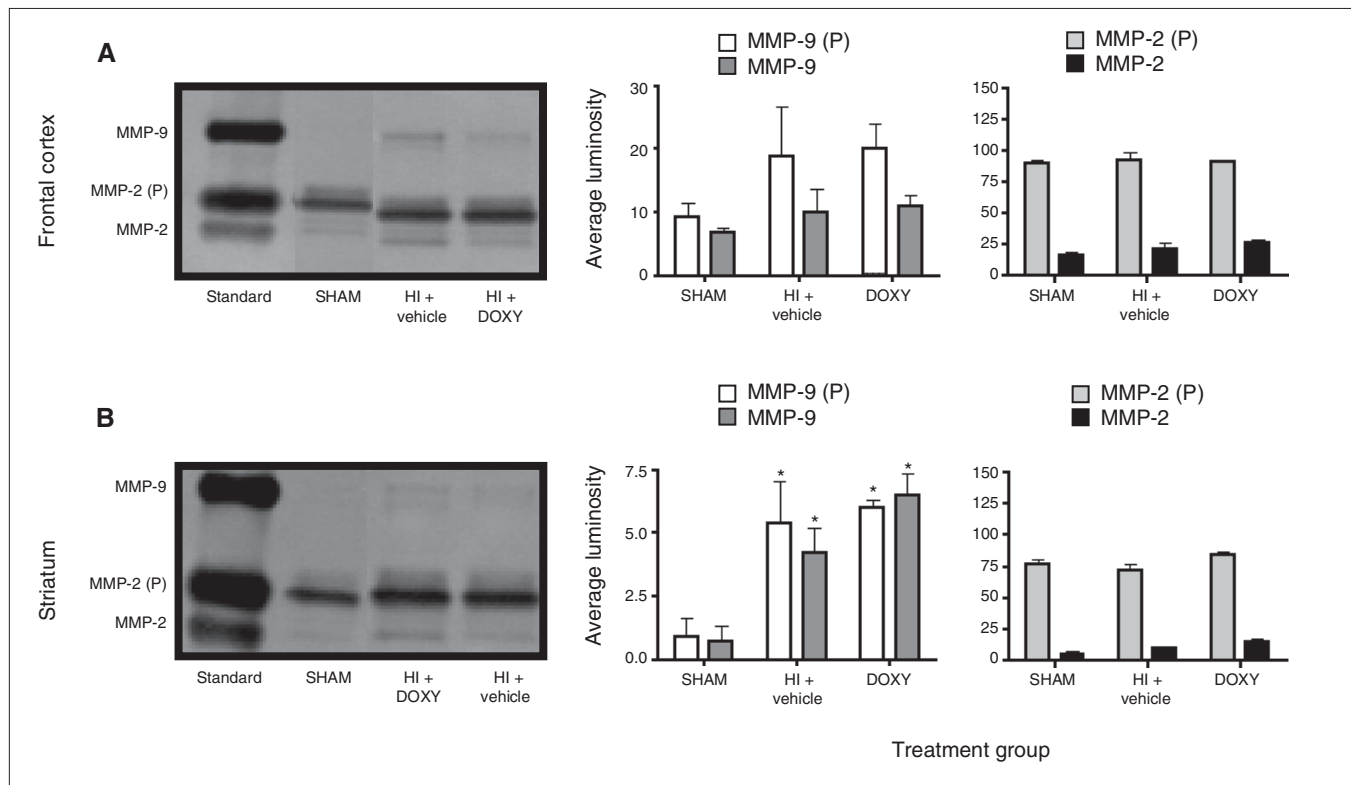 A
Frontal cortex
MMP-9
MMP-2 (P)
MMP-2
Standard
SHAM
HI +
vehicle
HI +
DOXY
MMP-9 (P)
MMP-9
Average luminosity
30
20
10
0
SHAM
HI +
vehicle
DOXY
MMP-2 (P)
MMP-2
150
125
100
75
50
25
0
SHAM
HI +
vehicle
DOXY
B
Striatum
MMP-9
MMP-2 (P)
MMP-2
Standard
SHAM
HI +
DOXY
HI +
vehicle
MMP-9 (P)
MMP-9
Average luminosity
7.5
5.0
2.5
0.0
* * * *
SHAM
HI +
vehicle
DOXY
MMP-2 (P)
MMP-2
150
125
100
75
50
25
0
SHAM
HI +
vehicle
DOXY
Treatment group